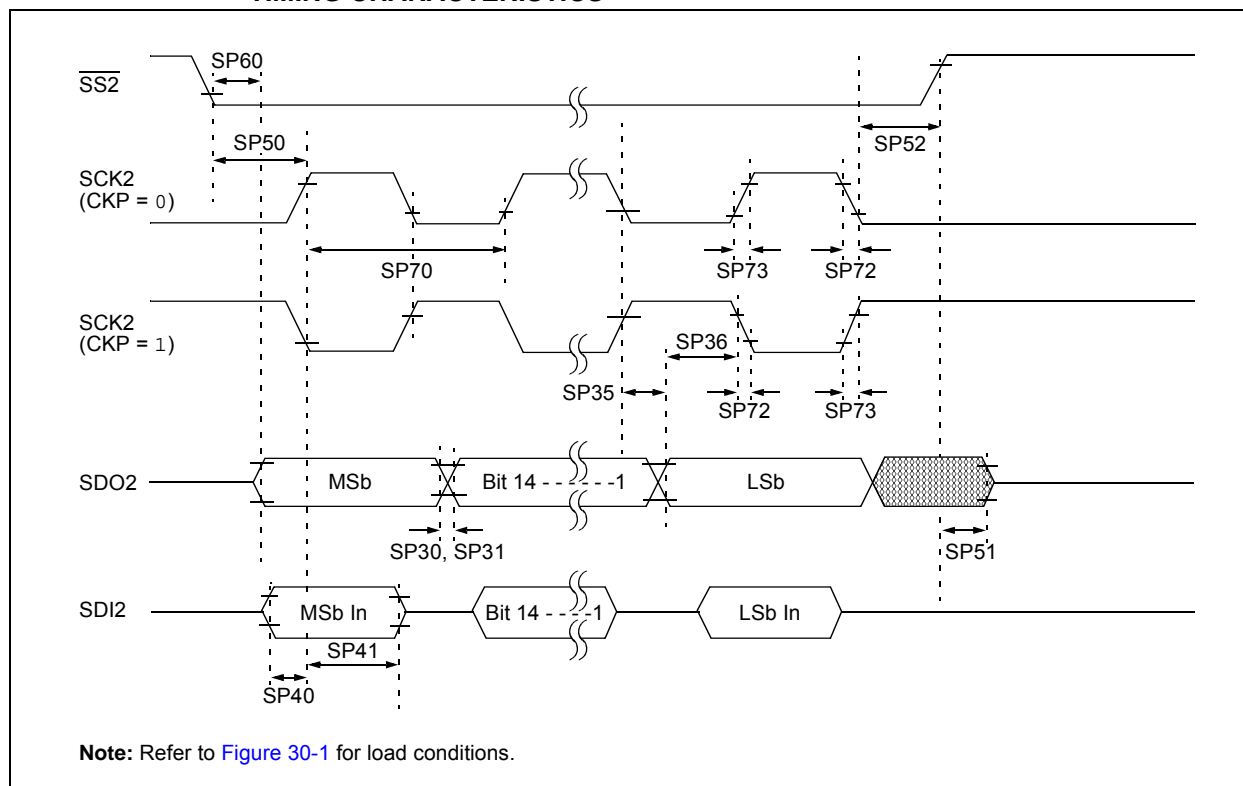 TIMING CHARACTERISTICS
SP60
SS2
SP50
SP52
SCK2
(CKP = 0)
SP70
SP73
SP72
SCK2
(CKP = 1)
SP36
SP35
SP72
SP73
SDO2
MSb
Bit 14 - - - - - -1
LSb
SP30, SP31
SP51
SDI2
MSb In
Bit 14 - - - -1
LSb In
SP41
SP40
Note: Refer to Figure 30-1 for load conditions.